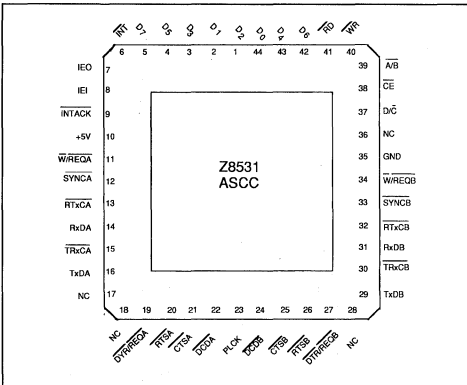 INT D7 D5 D3 D1 D2 D0 D4 D6 RD WR
6 5 4 3 2 1 44 43 42 41 40
IEO 7
IEI 8
INTACK 9
+5V 10
W/REQA 11
SYNCA 12
RTxCA 13
RxDA 14
TRxCA 15
TxDA 16
NC 17
Z8531
ASCC
39 A/B
38 CE
37 D/C
36 NC
35 GND
34 W/REQB
33 SYNCB
32 RTxCB
31 RxDB
30 TRxCB
29 TxDB
18 19 20 21 22 23 24 25 26 27 28
NC DYR/REQA RTSA CTSA DCDA PLCK DCDB CTSB RTSB DTR/REQB NC